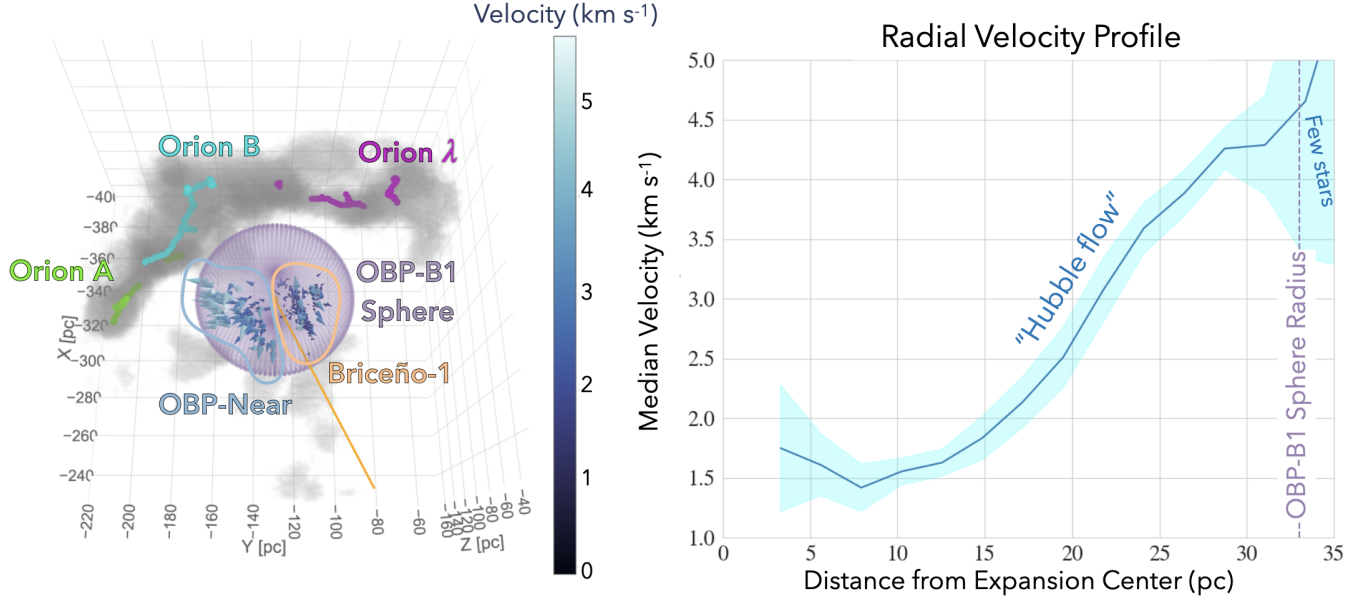 Velocity (km s-1)
Orion B
Orion λ
Orion A
OBP-B1
Sphere
Briceño-1
OBP-Near
X [pc]
−400
−380
−360
−340
−320
−300
−280
−260
−240
−220
−200
−180
−160
−140
−120
−100
−80
−60
Y [pc]
−100
−80
−60
−40
Z [pc]
5
4
3
2
1
0
Radial Velocity Profile
Median Velocity (km s-1)
5.0
4.5
4.0
3.5
3.0
2.5
2.0
1.5
1.0
"Hubble flow"
Few stars
OBP-B1 Sphere Radius
0
5
10
15
20
25
30
35
Distance from Expansion Center (pc)